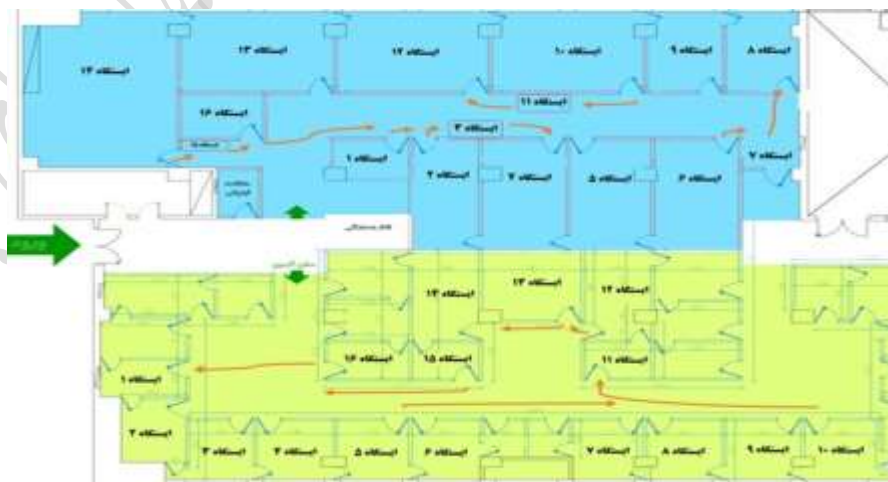 ایستگاه ۱۳
ایستگاه ۱۲
ایستگاه ۱۰
ایستگاه ۹
ایستگاه ۸
ایستگاه ۱۴
ایستگاه ۱۱
ایستگاه ۱۶
ایستگاه ۳
ایستگاه ۱
ایستگاه ۷
ایستگاه ۲
ایستگاه ۴
ایستگاه ۵
ایستگاه ۶
ورودی
ایستگاه ۱۳
ایستگاه ۱۳
ایستگاه ۱۲
ایستگاه ۱۶
ایستگاه ۱۵
ایستگاه ۱۱
ایستگاه ۱
ایستگاه ۲
ایستگاه ۳
ایستگاه ۴
ایستگاه ۵
ایستگاه ۶
ایستگاه ۷
ایستگاه ۸
ایستگاه ۹
ایستگاه ۱۰